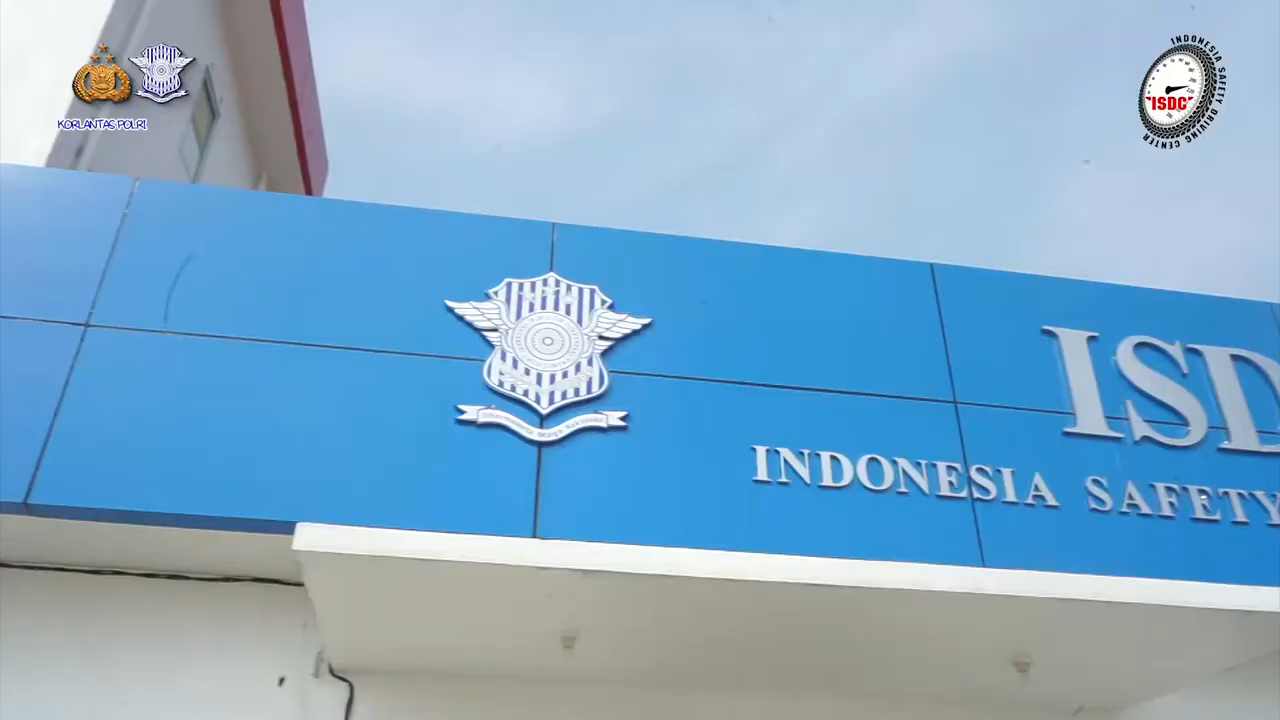 KORLANTAS POLRI
INDONESIA SAFETY DRIVING CENTER
ISDC
ISD
INDONESIA SAFETY